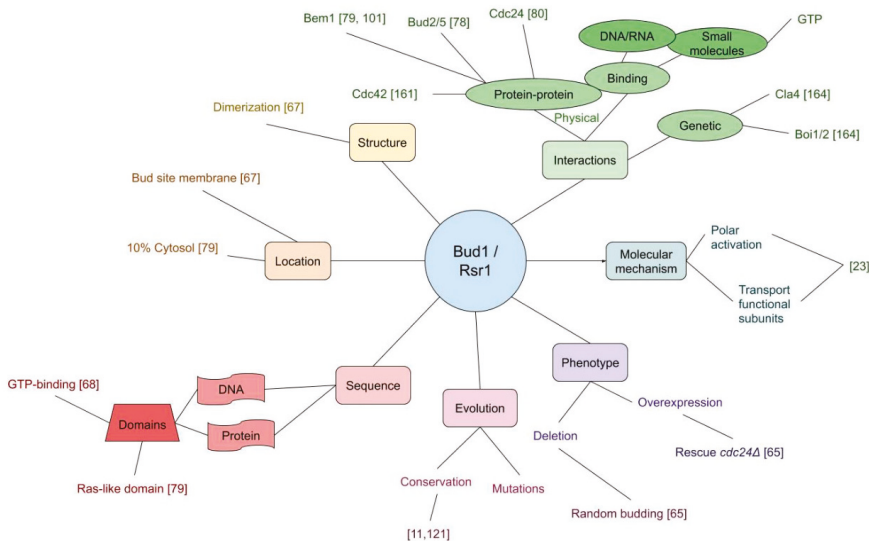 Bem1 [79, 101]
Bud2/5 [78]
Cdc24 [80]
DNA/RNA
Small
molecules
GTP
Cdc42 [161]
Protein-protein
Binding
Physical
Cla4 [164]
Genetic
Boi1/2 [164]
Dimerization [67]
Structure
Interactions
Bud site membrane [67]
10% Cytosol [79]
Location
Bud1 /
Rsr1
Molecular
mechanism
Polar
activation
Transport
functional
subunits
[23]
GTP-binding [68]
DNA
Sequence
Domains
Protein
Ras-like domain [79]
Evolution
Conservation
Mutations
[11,121]
Phenotype
Overexpression
Deletion
Rescue cdc24Δ [65]
Random budding [65]